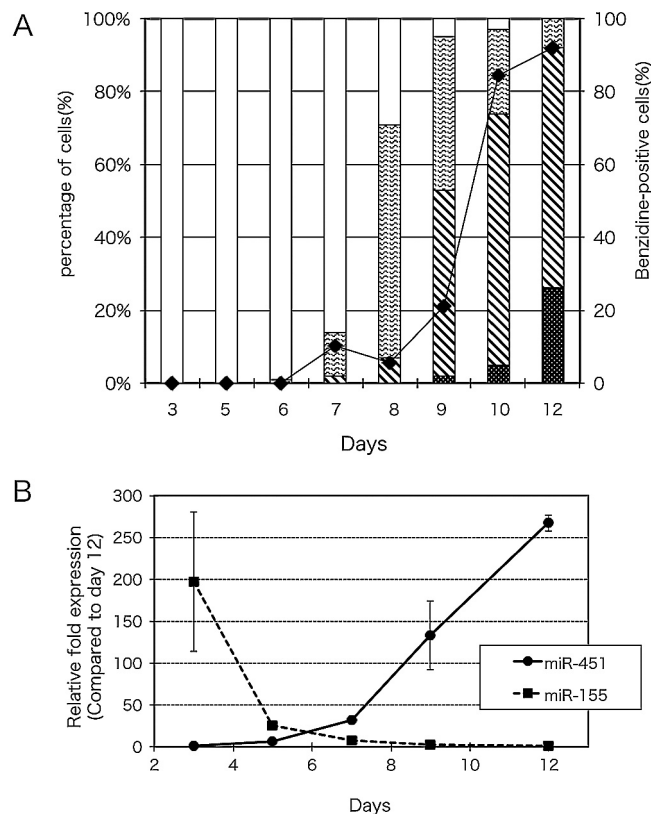 A
percentage of cells(%)
100%
80%
60%
40%
20%
0%
100
80
60
40
20
0
Benzidine-positive cells(%)
3 5 6 7 8 9 10 12
Days
B
Relative fold expression
(Compared to day 12)
300
250
200
150
100
50
0
miR-451
miR-155
2 4 6 8 10 12
Days